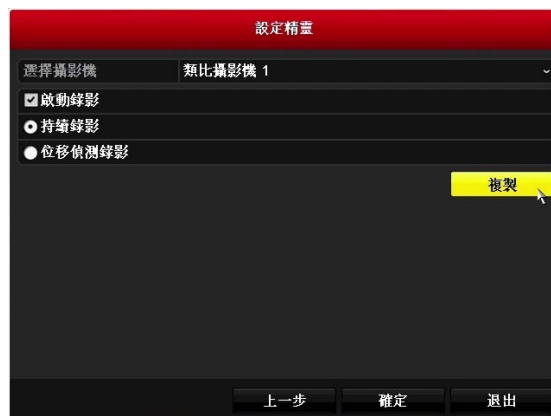 設定精靈
選擇攝影機 類比攝影機 1
啟動錄影
持續錄影
位移偵測錄影
複製
上一步 確定 退出